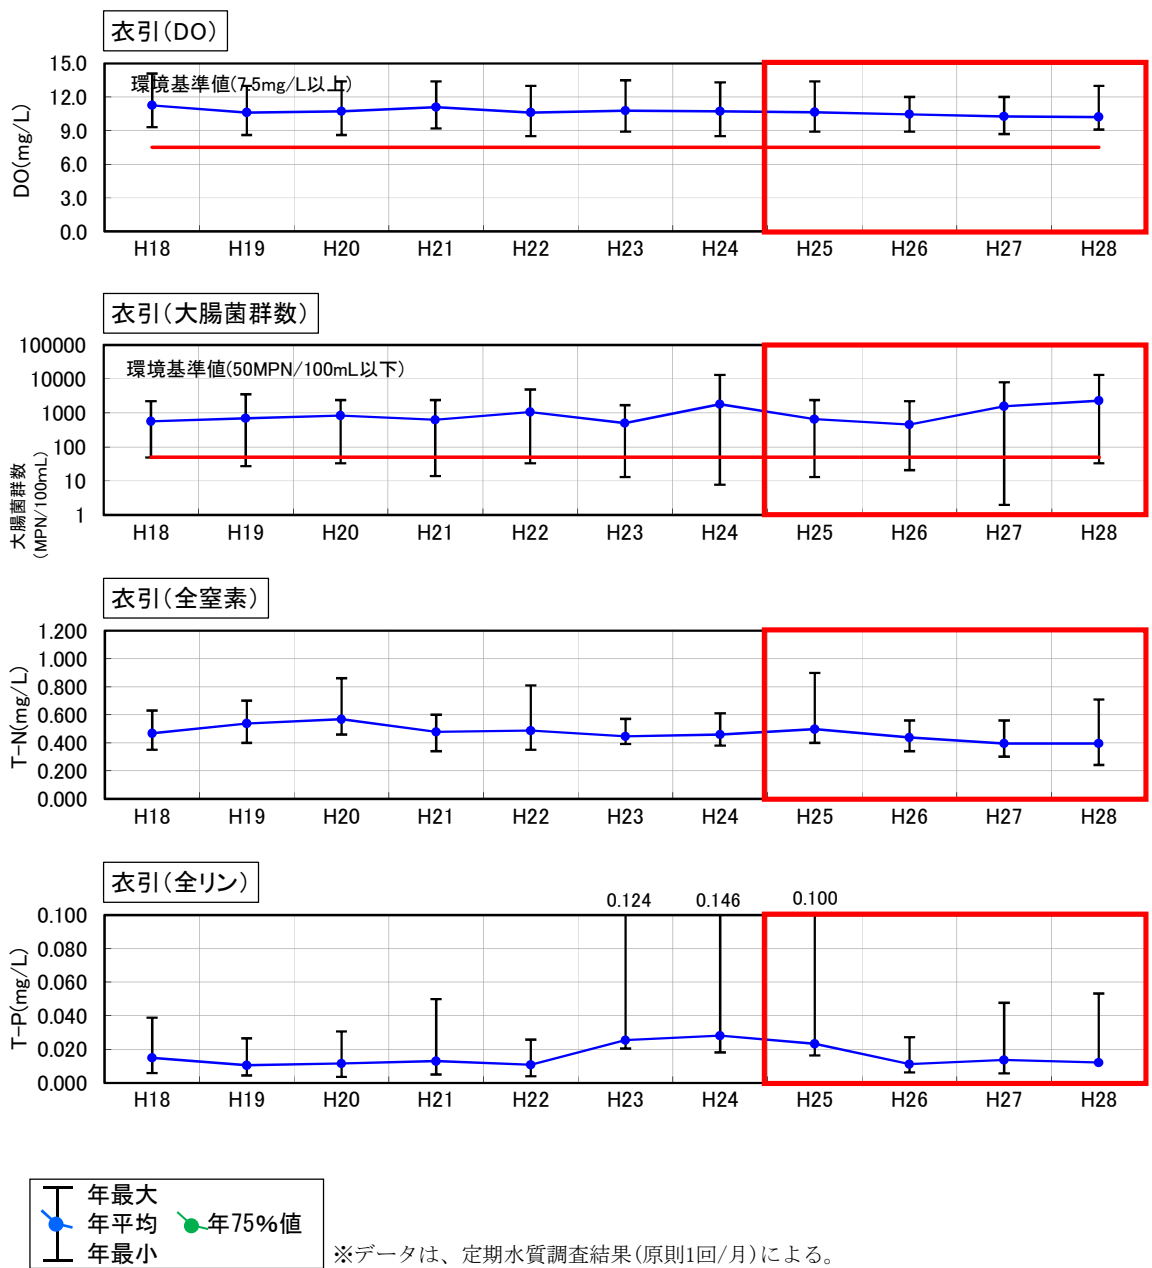 衣引(DO)
15.0
12.0
9.0
6.0
3.0
0.0
DO(mg/L)
環境基準値(7.5mg/L以上)
H18 H19 H20 H21 H22 H23 H24 H25 H26 H27 H28
衣引(大腸菌群数)
100000
10000
1000
100
10
1
大腸菌群数
(MPN/100mL)
環境基準値(50MPN/100mL以下)
H18 H19 H20 H21 H22 H23 H24 H25 H26 H27 H28
衣引(全窒素)
1.200
1.000
0.800
0.600
0.400
0.200
0.000
T-N(mg/L)
H18 H19 H20 H21 H22 H23 H24 H25 H26 H27 H28
衣引(全リン)
0.124 0.146 0.100
0.100
0.080
0.060
0.040
0.020
0.000
T-P(mg/L)
H18 H19 H20 H21 H22 H23 H24 H25 H26 H27 H28
年最大
年平均 年75%値
年最小
※データは、定期水質調査結果(原則1回/月)による。